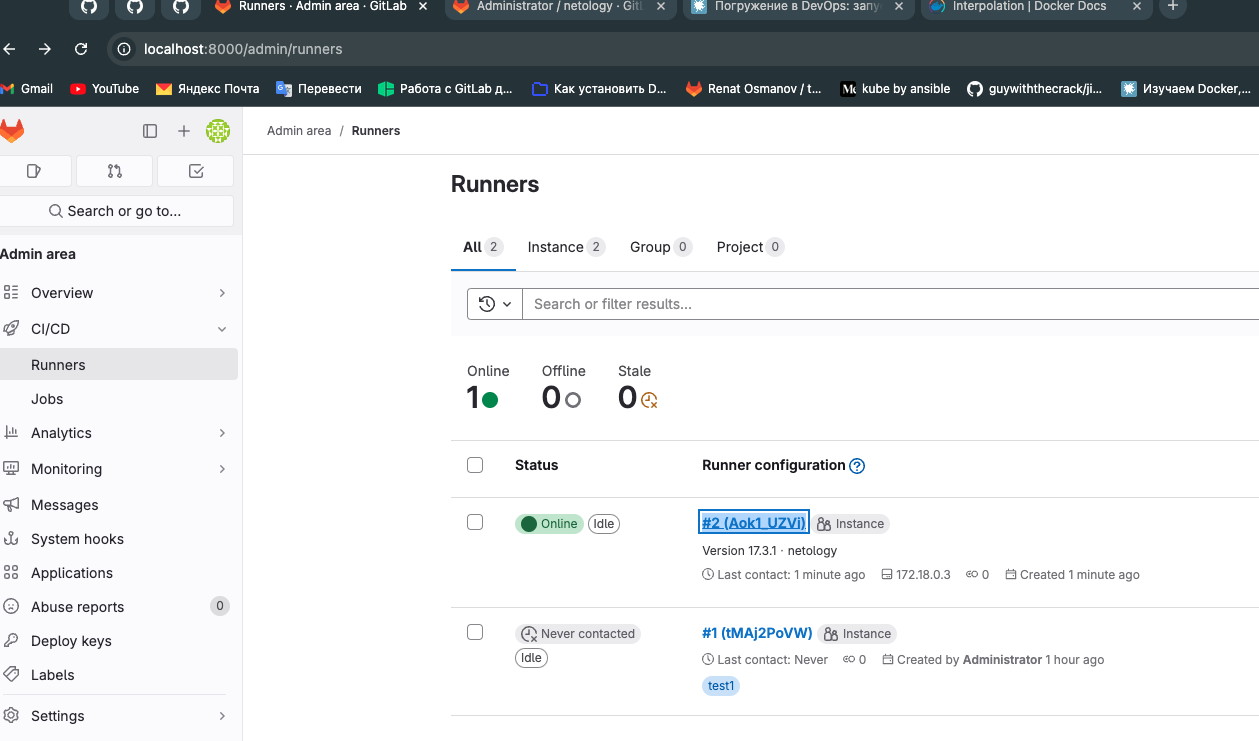 Runners · Admin area · GitLab
Administrator / netology · Gitl
Погружение в DevOps: запу
Interpolation | Docker Docs
localhost:8000/admin/runners
Gmail
YouTube
Яндекс Почта
Перевести
Работа с GitLab д...
Как установить D...
Renat Osmanov / t...
kube by ansible
guywiththecrack/ji...
Изучаем Docker,...
Admin area / Runners
Search or go to...
Admin area
Overview
CI/CD
Runners
Jobs
Analytics
Monitoring
Messages
System hooks
Applications
Abuse reports 0
Deploy keys
Labels
Settings
Runners
All 2
Instance 2
Group 0
Project 0
Search or filter results...
Online
1
Offline
0
Stale
0
Status
Runner configuration
Online
Idle
#2 (Aok1_UZVi)
Instance
Version 17.3.1 · netology
Last contact: 1 minute ago 172.18.0.3 0 Created 1 minute ago
Never contacted
Idle
#1 (tMAj2PoVW)
Instance
Last contact: Never 0 Created by Administrator 1 hour ago
test1